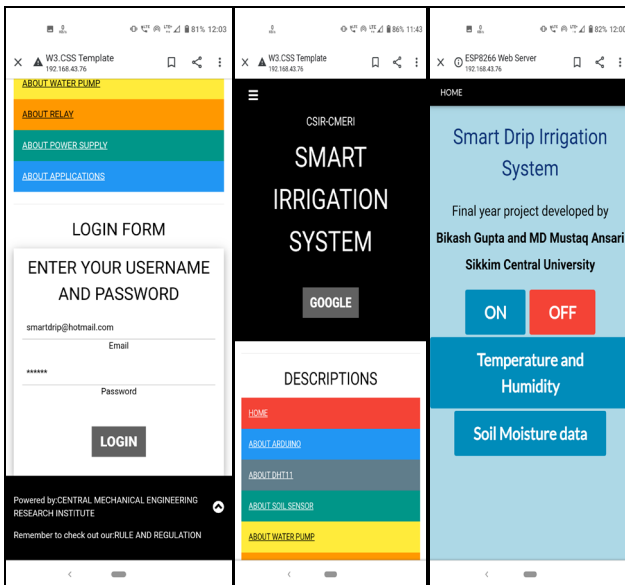 81% 12:03
W3.CSS Template
192.168.43.76
ABOUT WATER PUMP
ABOUT RELAY
ABOUT POWER SUPPLY
ABOUT APPLICATIONS
LOGIN FORM
ENTER YOUR USERNAME
AND PASSWORD
smartdrip@hotmail.com
Email
******
Password
LOGIN
Powered by:CENTRAL MECHANICAL ENGINEERING
RESEARCH INSTITUTE
Remember to check out our:RULE AND REGULATION
86% 11:43
W3.CSS Template
192.168.43.76
CSIR-CMERI
SMART
IRRIGATION
SYSTEM
GOOGLE
DESCRIPTIONS
HOME
ABOUT ARDUINO
ABOUT DHT11
ABOUT SOIL SENSOR
ABOUT WATER PUMP
82% 12:00
ESP8266 Web Server
192.168.43.76
HOME
Smart Drip Irrigation
System
Final year project developed by
Bikash Gupta and MD Mustaq Ansari
Sikkim Central University
ON OFF
Temperature and
Humidity
Soil Moisture data